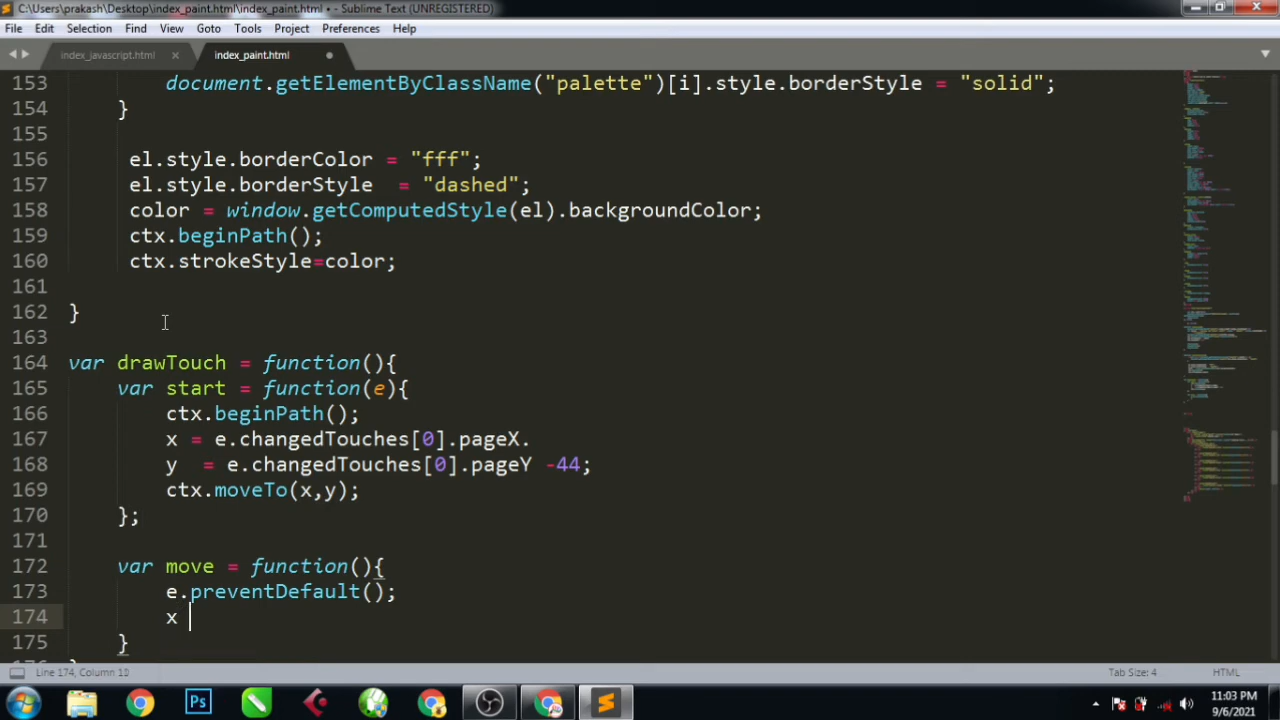 C:\Users\prakash\Desktop\index_paint.html\index_paint.html • - Sublime Text (UNREGISTERED)
File Edit Selection Find View Goto Tools Project Preferences Help
index_javascript.html × index_paint.html
153 document.getElementByClassName("palette")[i].style.borderStyle = "solid";
154 }
155
156 el.style.borderColor = "fff";
157 el.style.borderStyle  = "dashed";
158 color = window.getComputedStyle(el).backgroundColor;
159 ctx.beginPath();
160 ctx.strokeStyle=color;
161
162 }
163
164 var drawTouch = function(){
165 var start = function(e){
166 ctx.beginPath();
167 x = e.changedTouches[0].pageX.
168 y  = e.changedTouches[0].pageY -44;
169 ctx.moveTo(x,y);
170 };
171
172 var move = function(){
173 e.preventDefault();
174 x
175 }
Line 174, Column 10 Tab Size: 4 HTML
Ps 11:03 PM
9/6/2021